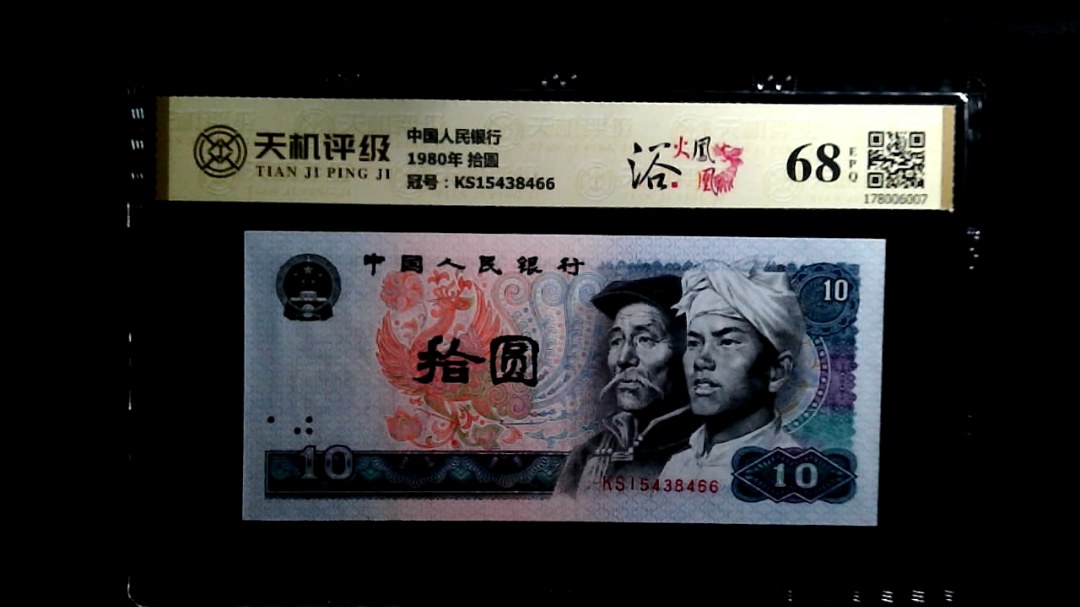 天机评级
TIAN JI PING JI
中国人民银行
1980年 拾圆
冠号：KS15438466
浴火凤凰
68
EPQ
178006007
中國人民銀行
10
拾圆
10
KS15438466
10